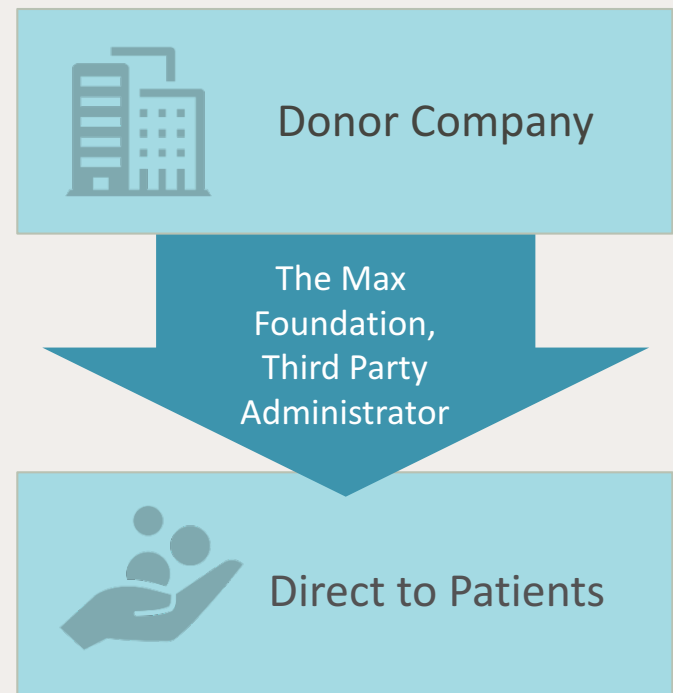 Donor Company
The Max
Foundation,
Third Party
Administrator
Direct to Patients